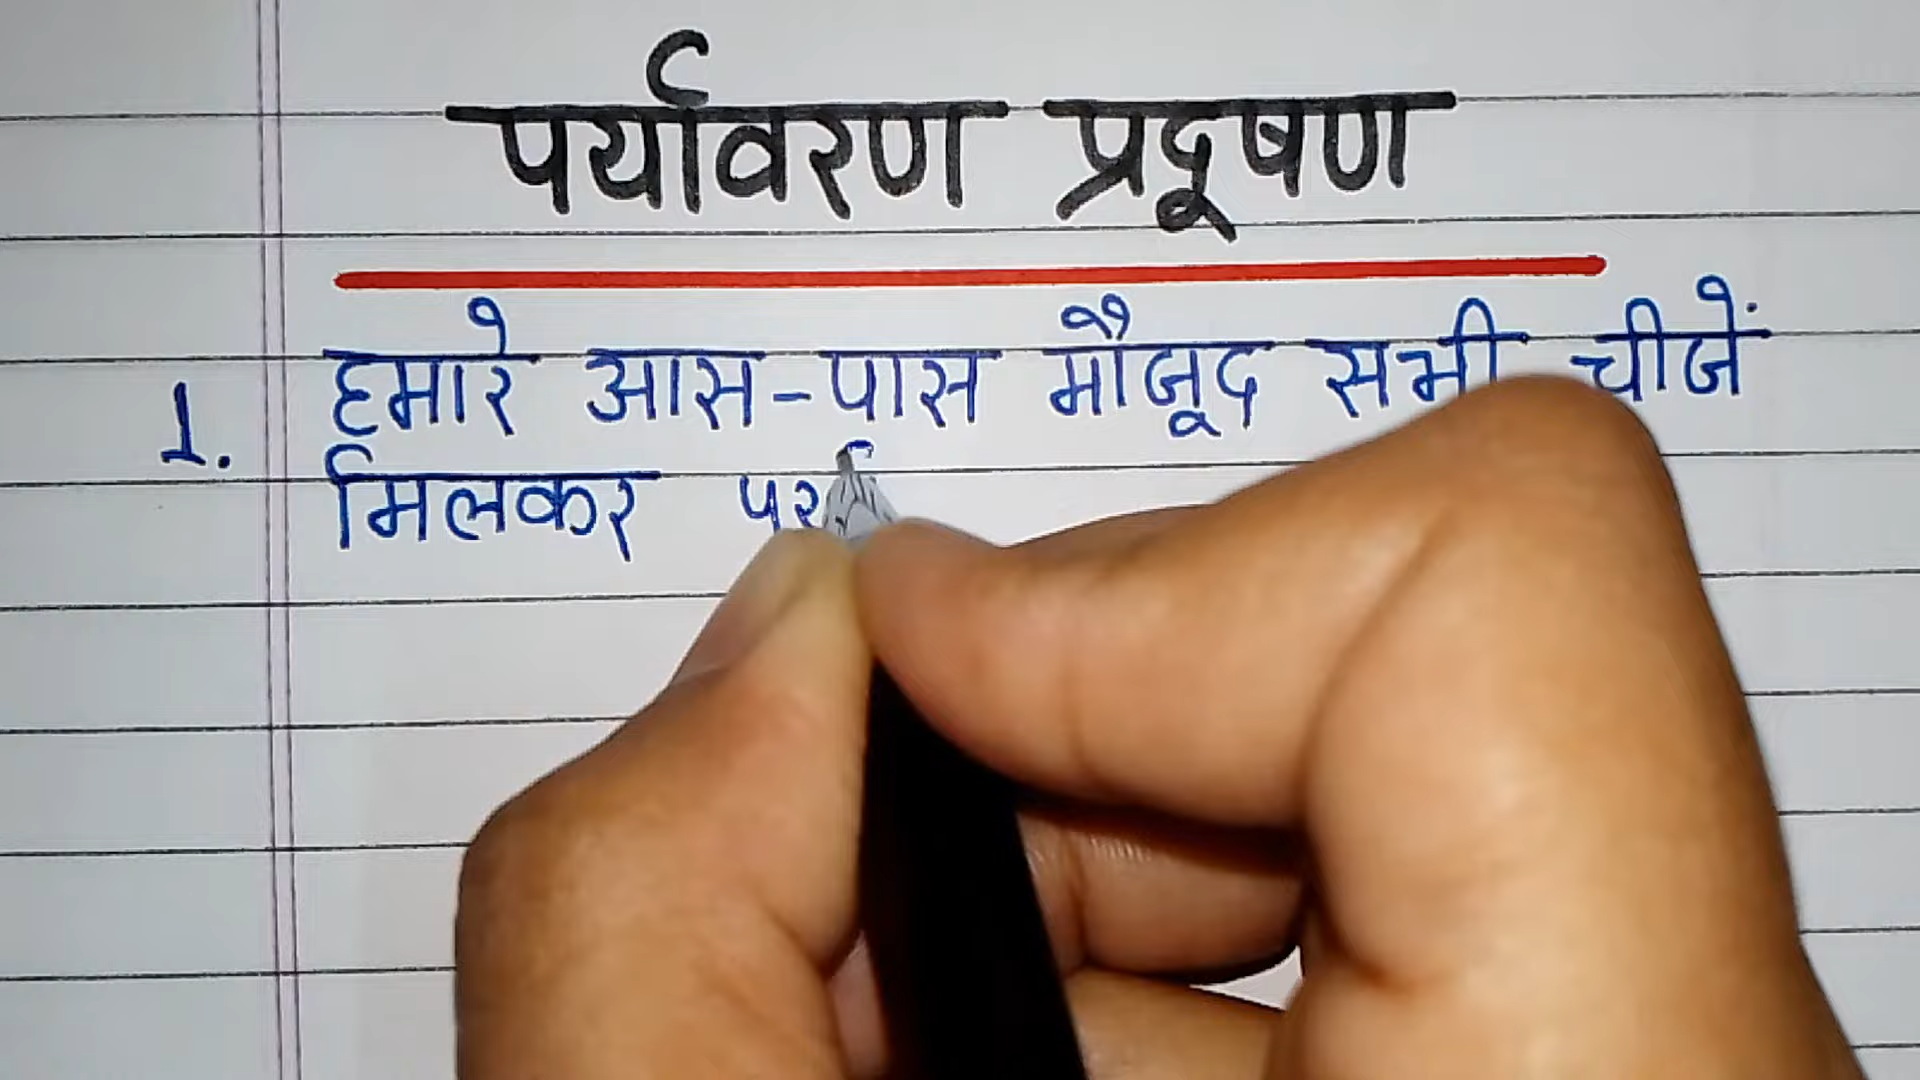 पर्यावरण प्रदूषण
1. हमारे आस-पास मौजूद सभी चीजें
मिलकर